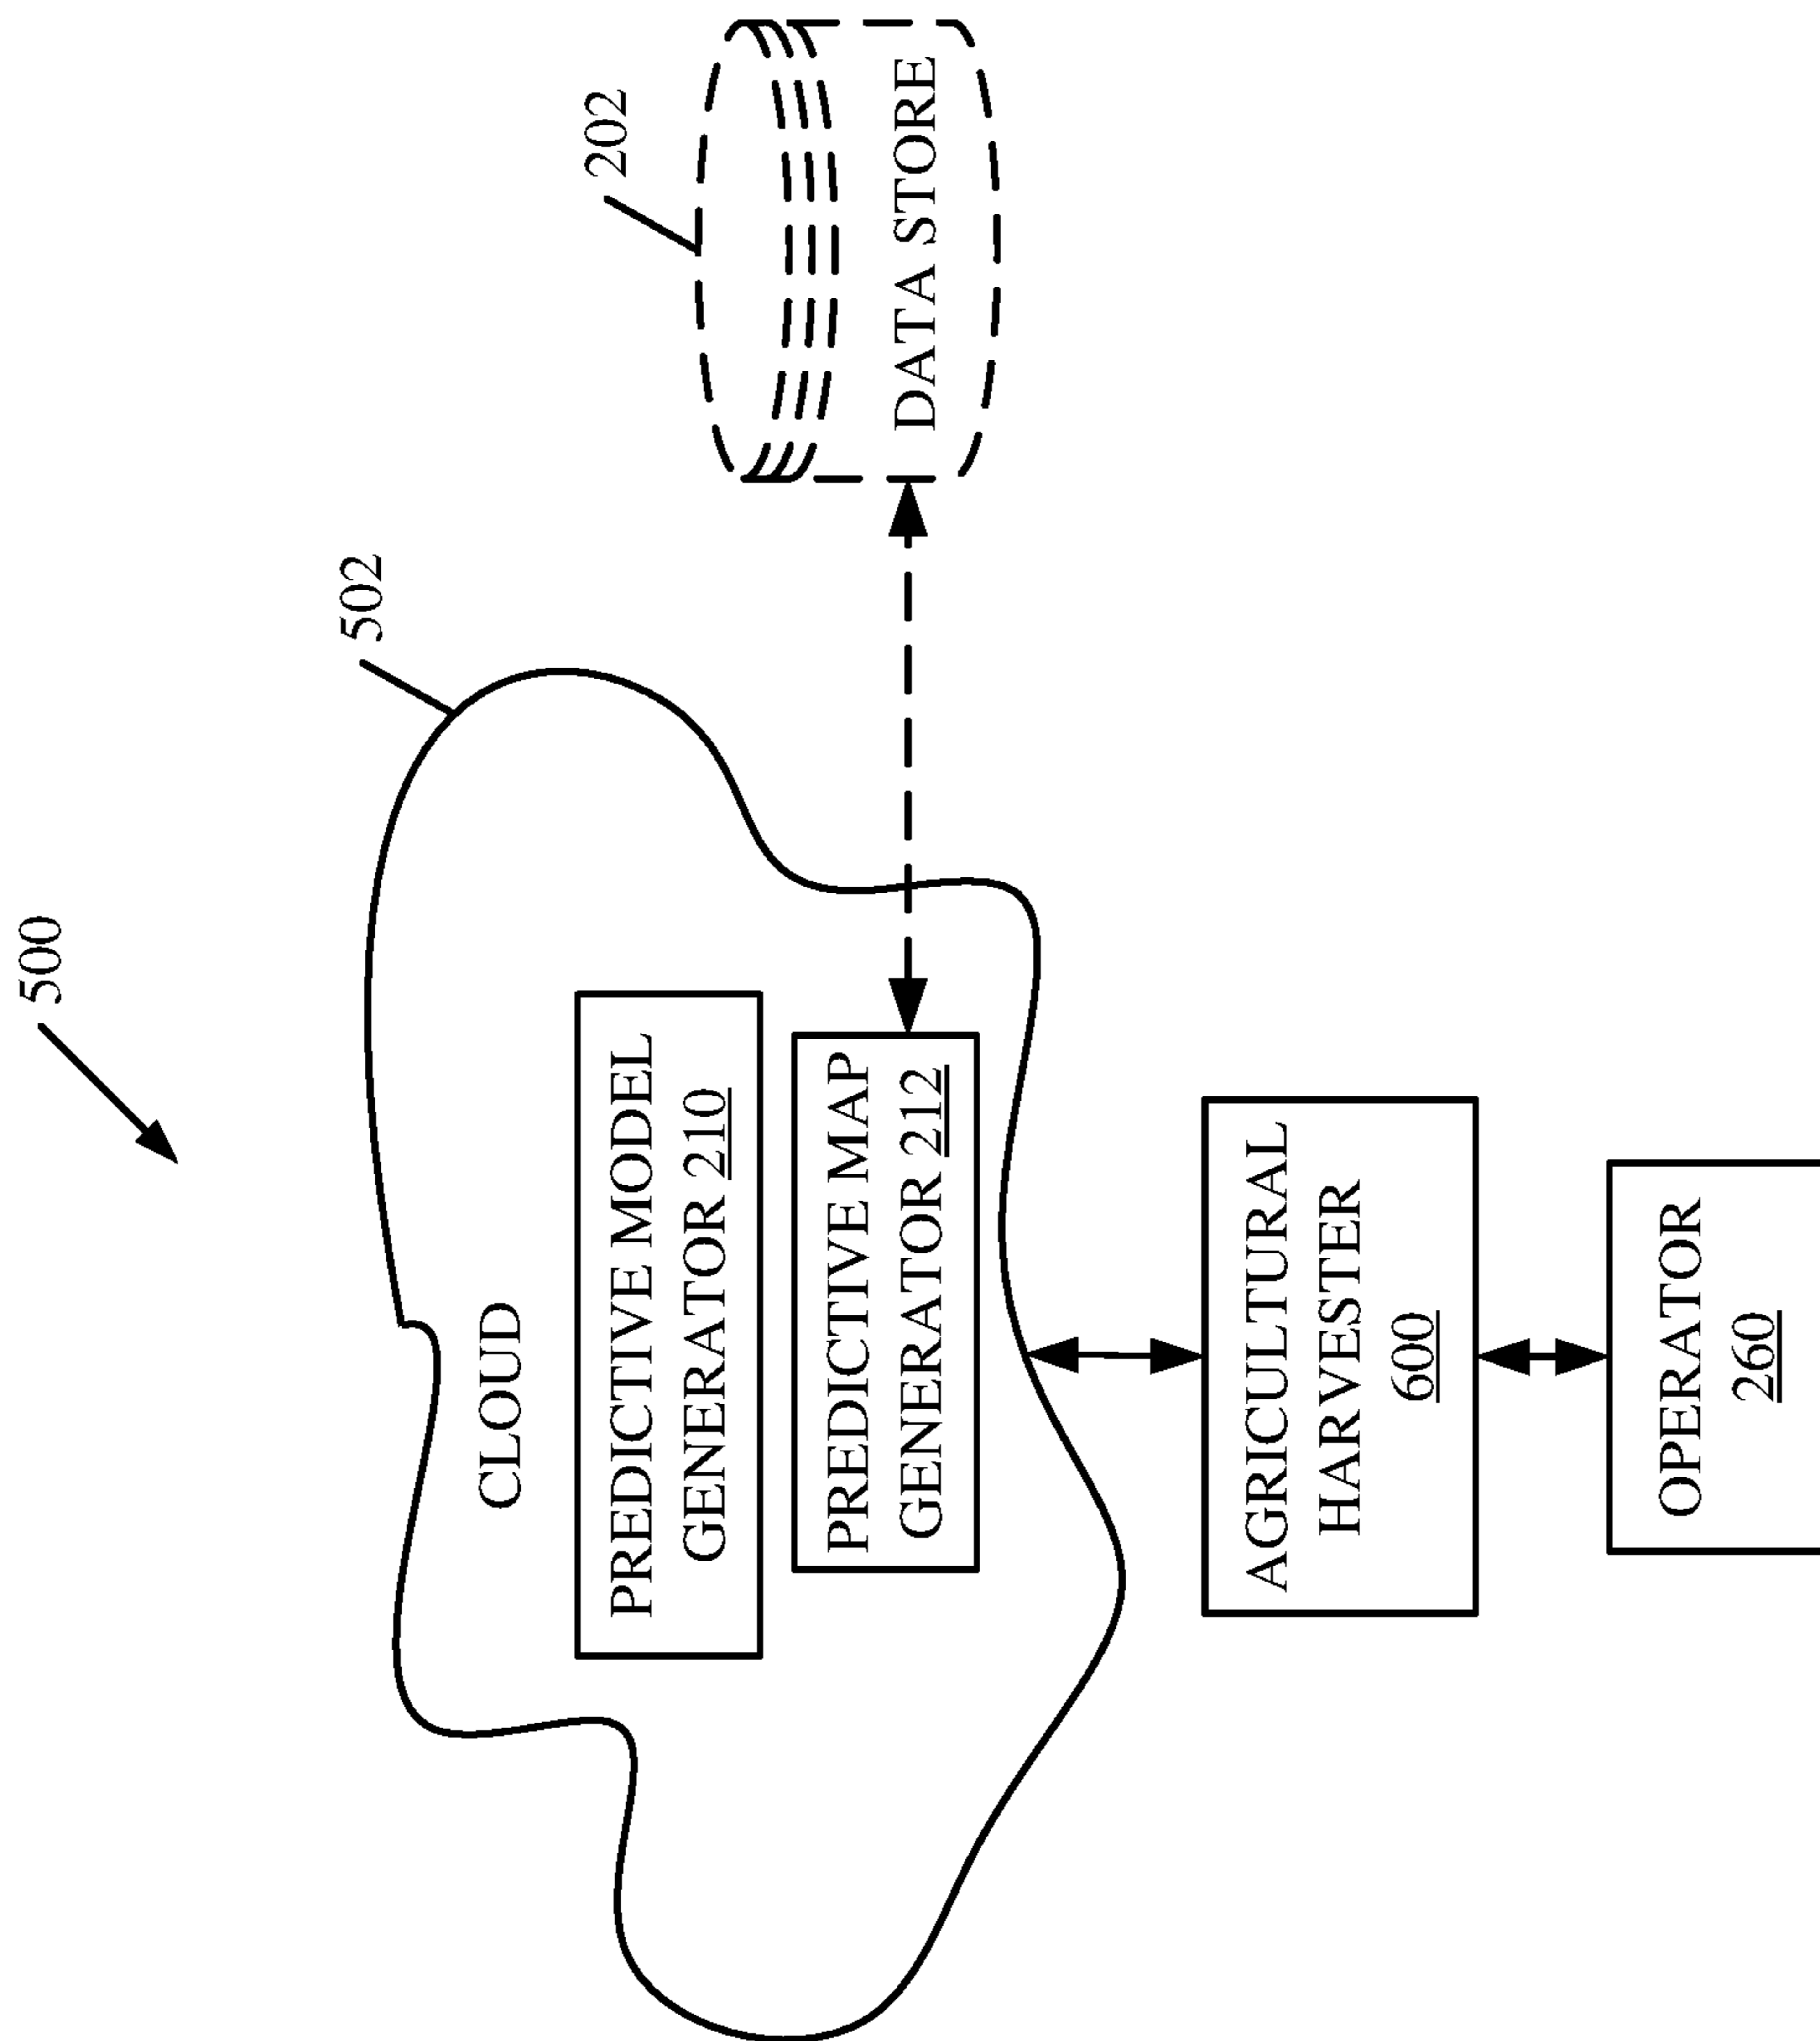 500
502
202
CLOUD
PREDICTIVE MODEL
GENERATOR 210
PREDICTIVE MAP
GENERATOR 212
DATA STORE
AGRICULTURAL
HARVESTER
600
OPERATOR
260